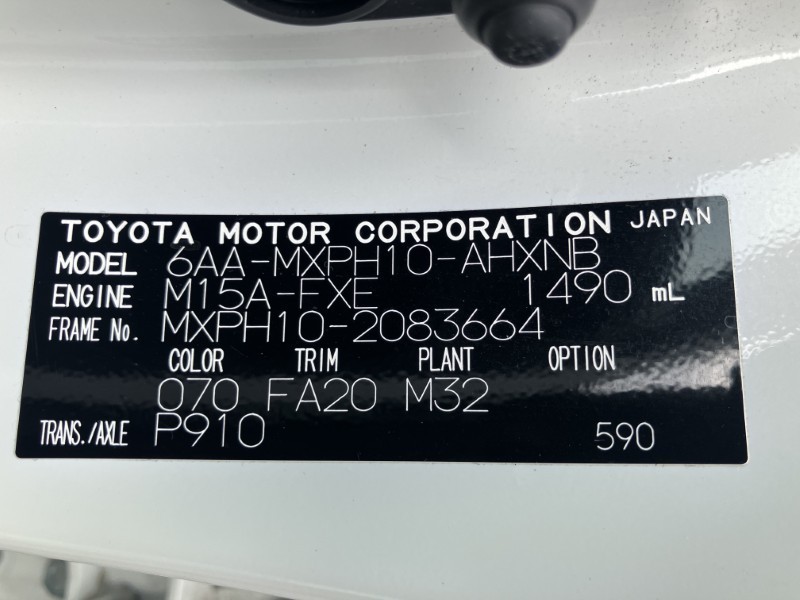 TOYOTA MOTOR CORPORATION JAPAN
MODEL 6AA-MXPH10-AHXNB
ENGINE M15A-FXE 1490 mL
FRAME No. MXPH10-2083664
COLOR TRIM PLANT OPTION
070 FA20 M32
TRANS./AXLE P910 590